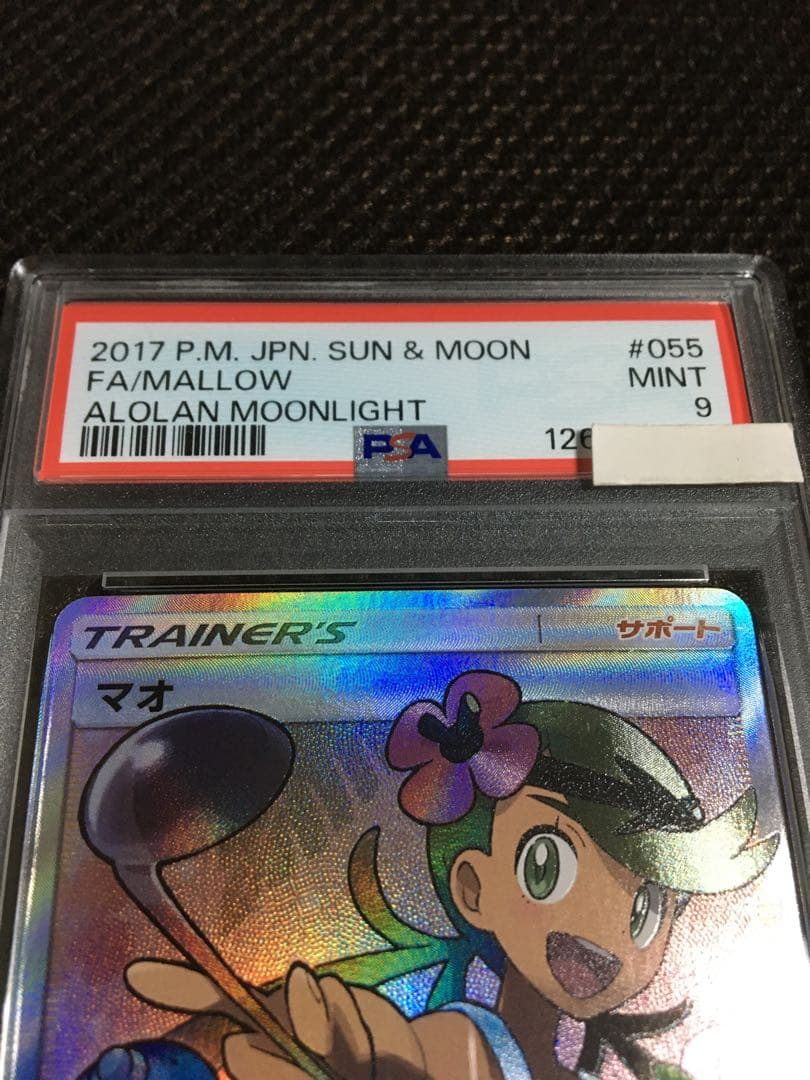 2017 P.M. JPN. SUN & MOON #055
FA/MALLOW MINT
ALOLAN MOONLIGHT 9
PSA 126
TRAINER'S サポート
マオ